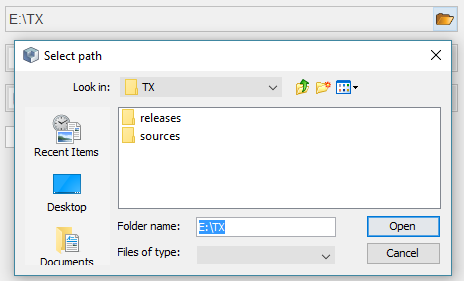 E:\TX
Select path
Look in:
TX
releases
sources
Recent Items
Desktop
Documents
Folder name:
E:\TX
Open
Files of type:
Cancel